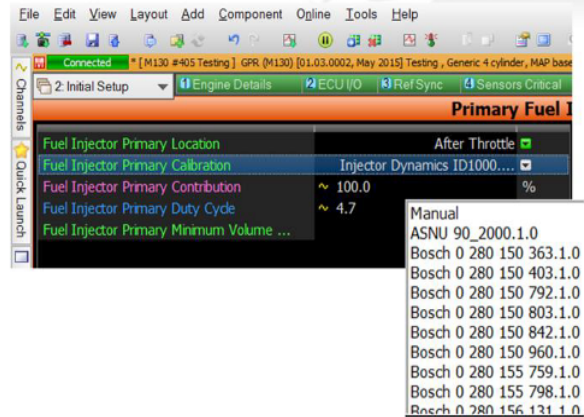 File Edit View Layout Add Component Online Tools Help
Connected * [ M130 #405 Testing ] GPR (M130) [01.03.0002, May 2015] Testing , Generic 4 cylinder, MAP base
2: Initial Setup 1 Engine Details 2 ECU I/O 3 Ref Sync 4 Sensors Critical
Channels
Quick Launch
Primary Fuel I
Fuel Injector Primary Location After Throttle
Fuel Injector Primary Calibration Injector Dynamics ID1000....
Fuel Injector Primary Contribution ~ 100.0 %
Fuel Injector Primary Duty Cycle ~ 4.7
Fuel Injector Primary Minimum Volume ...
Manual
ASNU 90_2000.1.0
Bosch 0 280 150 363.1.0
Bosch 0 280 150 403.1.0
Bosch 0 280 150 792.1.0
Bosch 0 280 150 803.1.0
Bosch 0 280 150 842.1.0
Bosch 0 280 150 960.1.0
Bosch 0 280 155 759.1.0
Bosch 0 280 155 798.1.0
Bosch 0 280 156 131.1.0